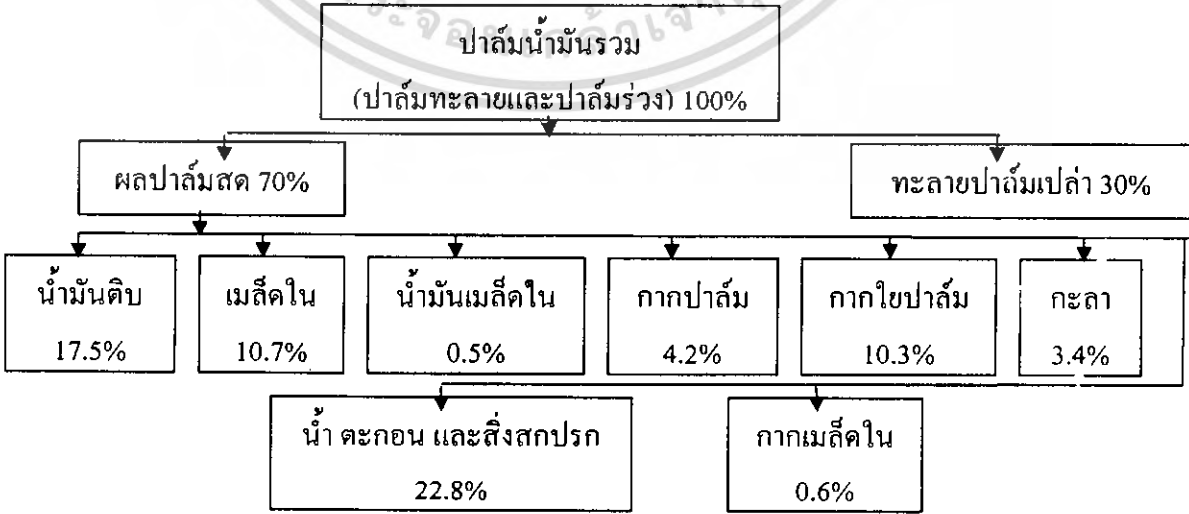 ปาล์มน้ำมันรวม
(ปาล์มทะลายและปาล์มร่วง) 100%
ผลปาล์มสด 70%
ทะลายปาล์มเปล่า 30%
น้ำมันดิบ
17.5%
เมล็ดใน
10.7%
น้ำมันเมล็ดใน
0.5%
กากปาล์ม
4.2%
กากใยปาล์ม
10.3%
กะลา
3.4%
น้ำ ตะกอน และสิ่งสกปรก
22.8%
กากเมล็ดใน
0.6%